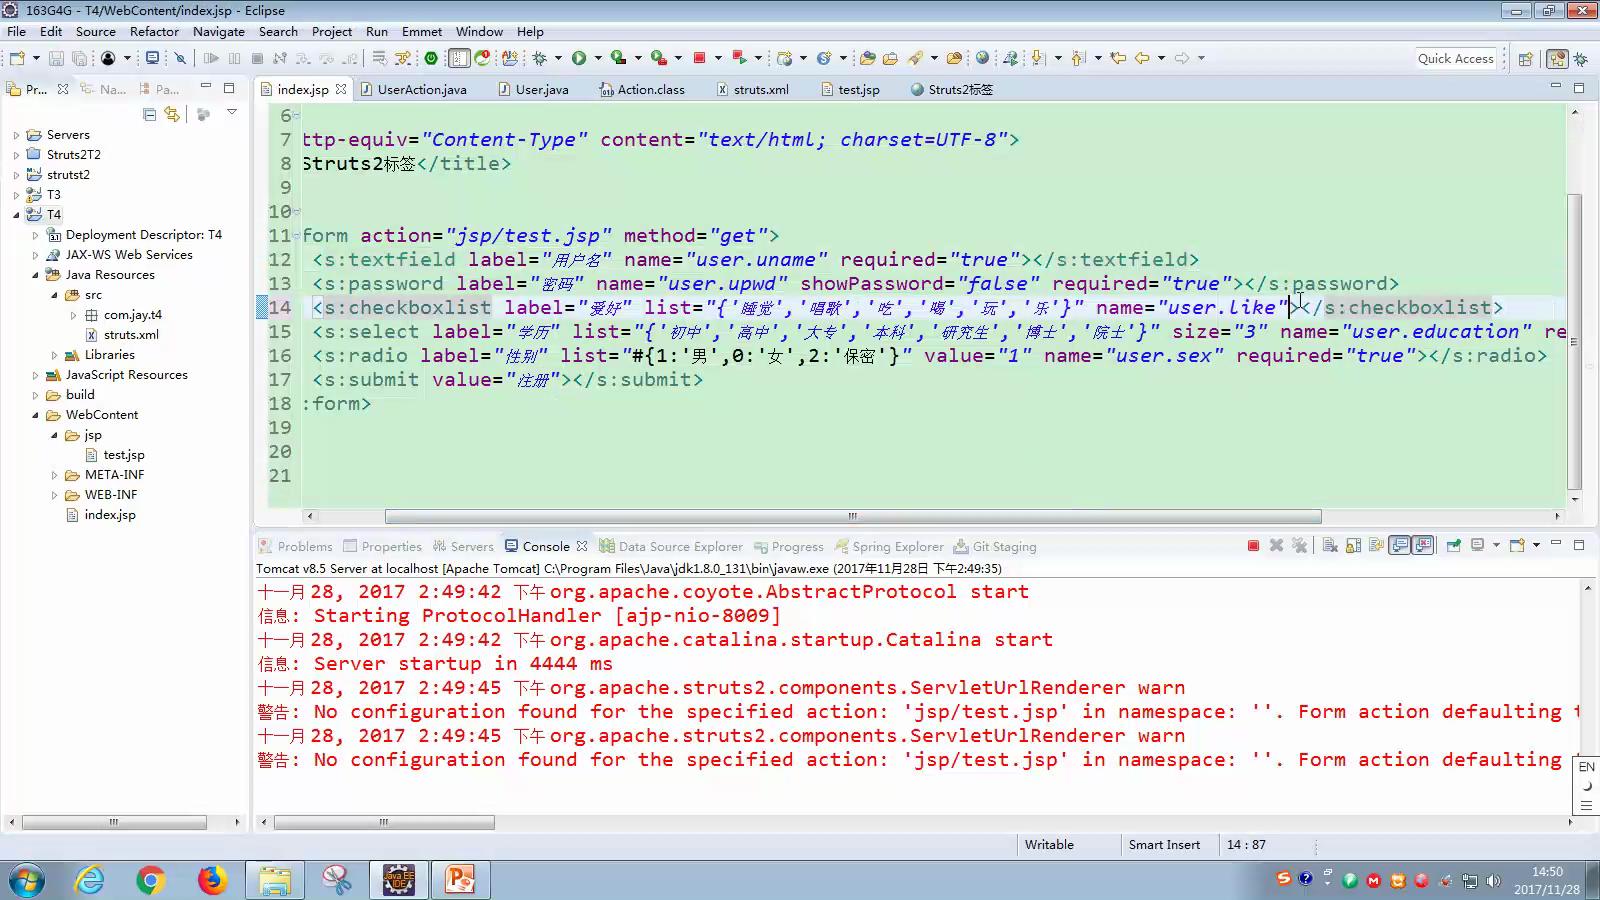 163G4G - T4/WebContent/index.jsp - Eclipse
File Edit Source Refactor Navigate Search Project Run Emmet Window Help
Quick Access
Pr... Na... Pa...
index.jsp UserAction.java User.java Action.class struts.xml test.jsp Struts2标签
Servers
Struts2T2
strutst2
T3
T4
Deployment Descriptor: T4
JAX-WS Web Services
Java Resources
src
com.jay.t4
struts.xml
Libraries
JavaScript Resources
build
WebContent
jsp
test.jsp
META-INF
WEB-INF
index.jsp
6
7 ttp-equiv="Content-Type" content="text/html; charset=UTF-8">
8 Struts2标签</title>
9
10
11 form action="jsp/test.jsp" method="get">
12 <s:textfield label="用户名" name="user.uname" required="true"></s:textfield>
13 <s:password label="密码" name="user.upwd" showPassword="false" required="true"></s:password>
14 <s:checkboxlist label="爱好" list="{'睡觉','唱歌','吃','喝','玩','乐'}" name="user.like"></s:checkboxlist>
15 <s:select label="学历" list="{'初中','高中','大专','本科','研究生','博士','院士'}" size="3" name="user.education" re
16 <s:radio label="性别" list="#{1:'男',0:'女',2:'保密'}" value="1" name="user.sex" required="true"></s:radio>
17 <s:submit value="注册"></s:submit>
18 :form>
19
20
21
Problems Properties Servers Console Data Source Explorer Progress Spring Explorer Git Staging
Tomcat v8.5 Server at localhost [Apache Tomcat] C:\Program Files\Java\jdk1.8.0_131\bin\javaw.exe (2017年11月28日 下午2:49:35)
十一月 28, 2017 2:49:42 下午 org.apache.coyote.AbstractProtocol start
信息: Starting ProtocolHandler [ajp-nio-8009]
十一月 28, 2017 2:49:42 下午 org.apache.catalina.startup.Catalina start
信息: Server startup in 4444 ms
十一月 28, 2017 2:49:45 下午 org.apache.struts2.components.ServletUrlRenderer warn
警告: No configuration found for the specified action: 'jsp/test.jsp' in namespace: ''. Form action defaulting t
十一月 28, 2017 2:49:45 下午 org.apache.struts2.components.ServletUrlRenderer warn
警告: No configuration found for the specified action: 'jsp/test.jsp' in namespace: ''. Form action defaulting t
EN
Writable Smart Insert 14 : 87
Java EE IDE
14:50
2017/11/28